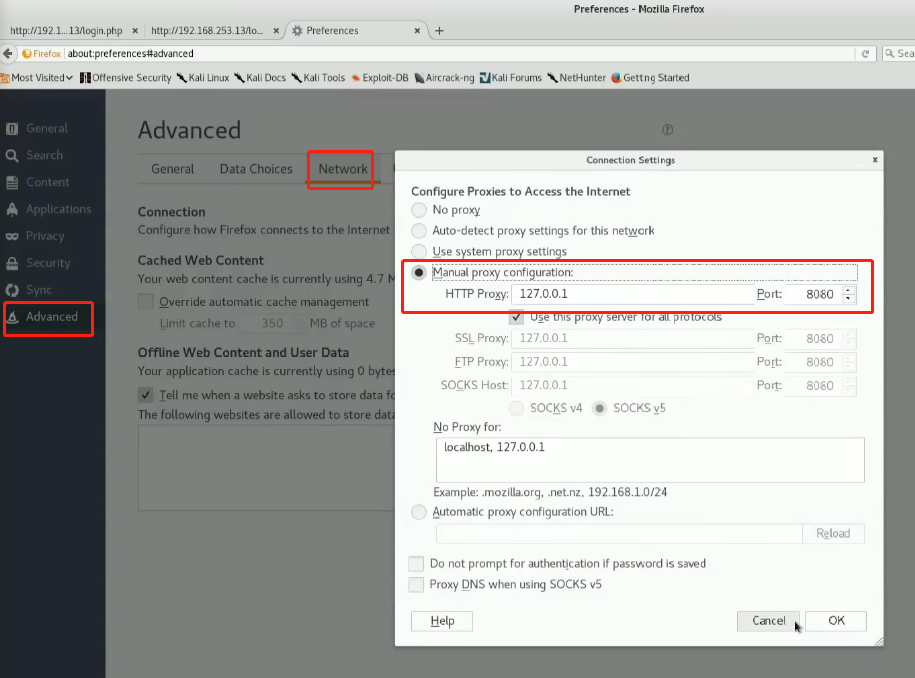 Preferences - Mozilla Firefox
http://192.1...13/login.php × http://192.168.253.13/lo... × Preferences × +
Firefox about:preferences#advanced Sea
Most Visited Offensive Security Kali Linux Kali Docs Kali Tools Exploit-DB Aircrack-ng Kali Forums NetHunter Getting Started
General
Search
Content
Applications
Privacy
Security
Sync
Advanced
Advanced
General Data Choices Network
Connection
Configure how Firefox connects to the Internet
Cached Web Content
Your web content cache is currently using 4.7 M
Override automatic cache management
Limit cache to 350 MB of space
Offline Web Content and User Data
Your application cache is currently using 0 bytes
Tell me when a website asks to store data fo
The following websites are allowed to store data
Connection Settings x
Configure Proxies to Access the Internet
No proxy
Auto-detect proxy settings for this network
Use system proxy settings
Manual proxy configuration:
HTTP Proxy: 127.0.0.1 Port: 8080
Use this proxy server for all protocols
SSL Proxy: 127.0.0.1 Port: 8080
FTP Proxy: 127.0.0.1 Port: 8080
SOCKS Host: 127.0.0.1 Port: 8080
SOCKS v4 SOCKS v5
No Proxy for:
localhost, 127.0.0.1
Example: .mozilla.org, .net.nz, 192.168.1.0/24
Automatic proxy configuration URL:
Reload
Do not prompt for authentication if password is saved
Proxy DNS when using SOCKS v5
Help Cancel OK